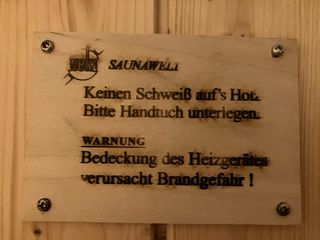 SAUNAWELT
Keinen Schweiß auf's Holz.
Bitte Handtuch unterlegen.
WARNUNG
Bedeckung des Heizgerätes
verursacht Brandgefahr !